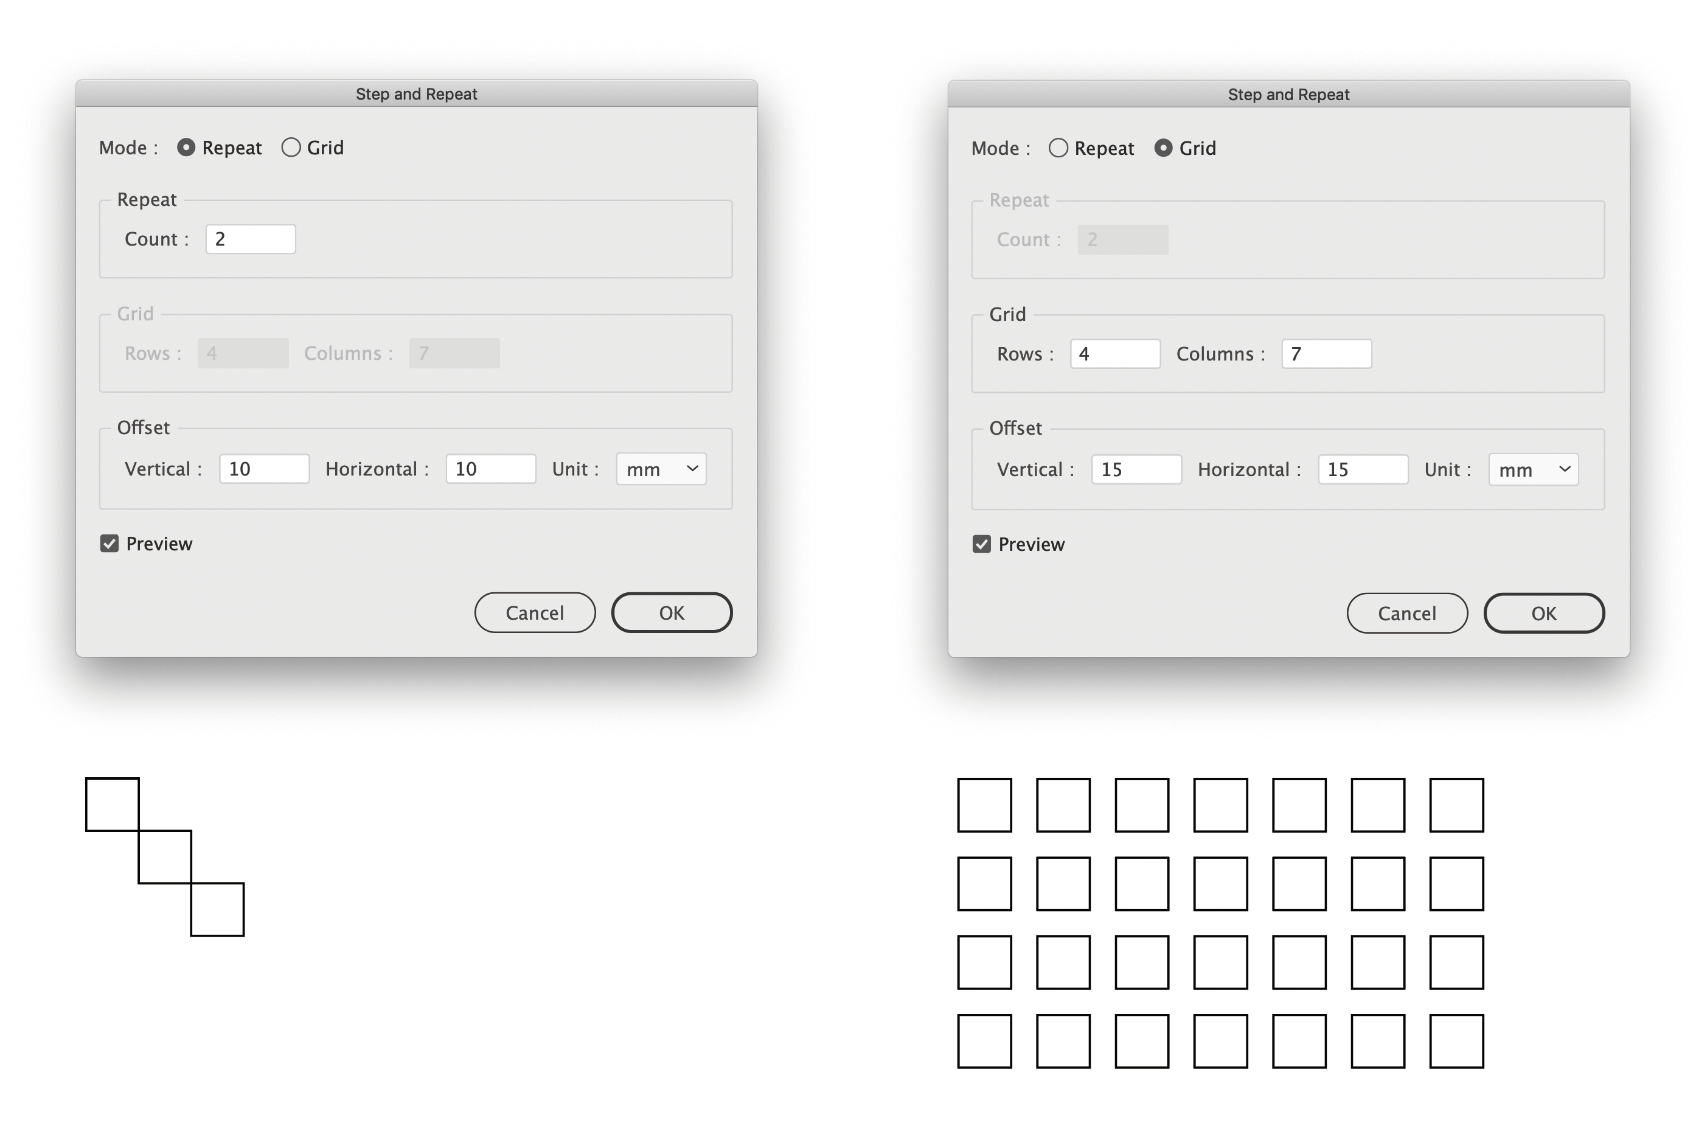 Step and Repeat
Mode : Repeat Grid
Repeat
Count : 2
Grid
Rows : 4 Columns : 7
Offset
Vertical : 10 Horizontal : 10 Unit : mm
Preview
Cancel OK
Step and Repeat
Mode : Repeat Grid
Repeat
Count : 2
Grid
Rows : 4 Columns : 7
Offset
Vertical : 15 Horizontal : 15 Unit : mm
Preview
Cancel OK